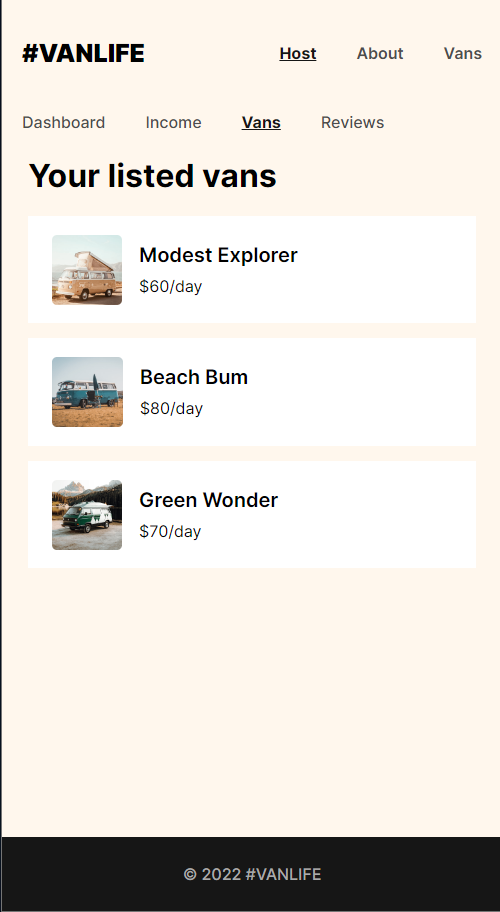 #VANLIFE Host About Vans
Dashboard Income Vans Reviews
Your listed vans
Modest Explorer
$60/day
Beach Bum
$80/day
Green Wonder
$70/day
© 2022 #VANLIFE